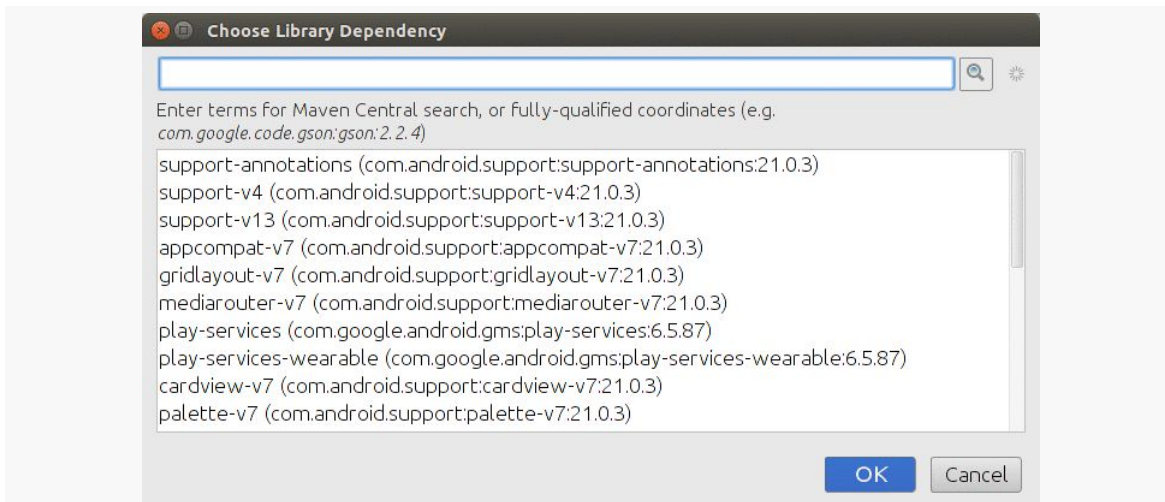 Choose Library Dependency
Enter terms for Maven Central search, or fully-qualified coordinates (e.g.
com.google.code.gson:gson:2.2.4)
support-annotations (com.android.support:support-annotations:21.0.3)
support-v4 (com.android.support:support-v4:21.0.3)
support-v13 (com.android.support:support-v13:21.0.3)
appcompat-v7 (com.android.support:appcompat-v7:21.0.3)
gridlayout-v7 (com.android.support:gridlayout-v7:21.0.3)
mediarouter-v7 (com.android.support:mediarouter-v7:21.0.3)
play-services (com.google.android.gms:play-services:6.5.87)
play-services-wearable (com.google.android.gms:play-services-wearable:6.5.87)
cardview-v7 (com.android.support:cardview-v7:21.0.3)
palette-v7 (com.android.support:palette-v7:21.0.3)
OK Cancel